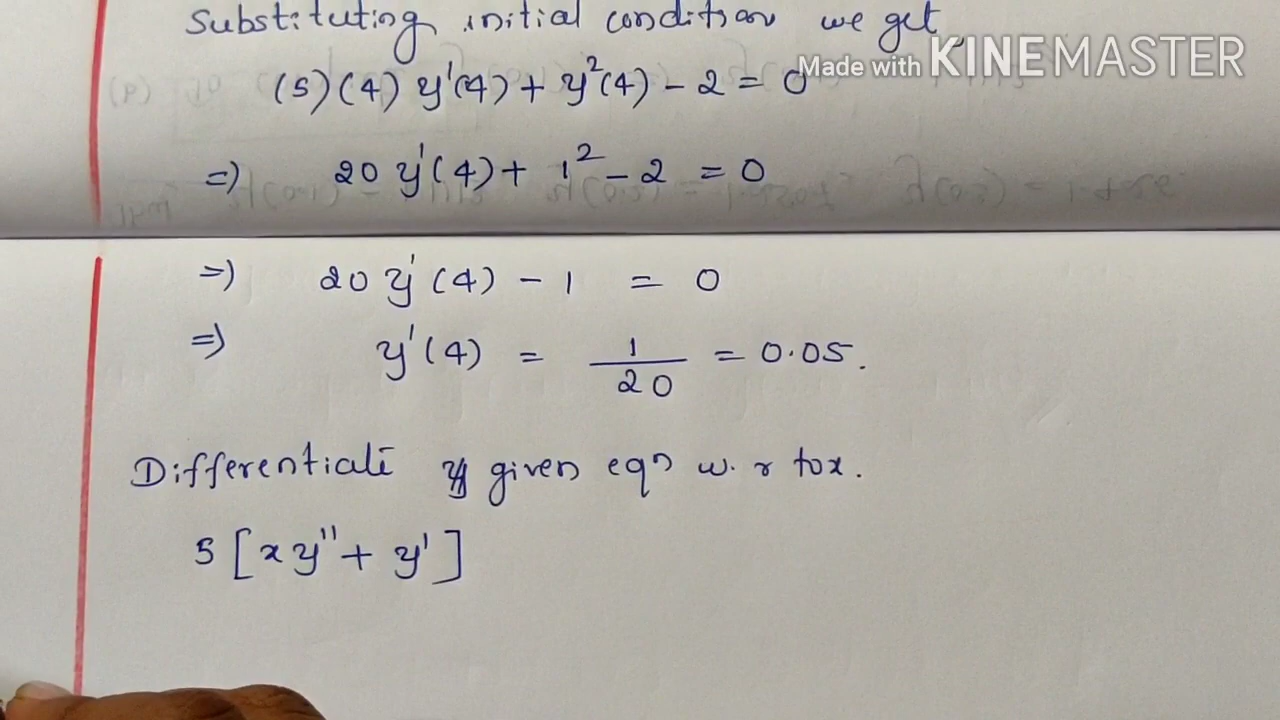 Substituting initial condition we get,
Made with KINEMASTER
(5)(4) y'(4) + y²(4) - 2 = 0
=) 20 y'(4) + 1² - 2 = 0
=) 20 y'(4) - 1 = 0
=) y'(4) = 1/20 = 0.05.
Differentiate given eqn w. r to x.
5 [x y'' + y']